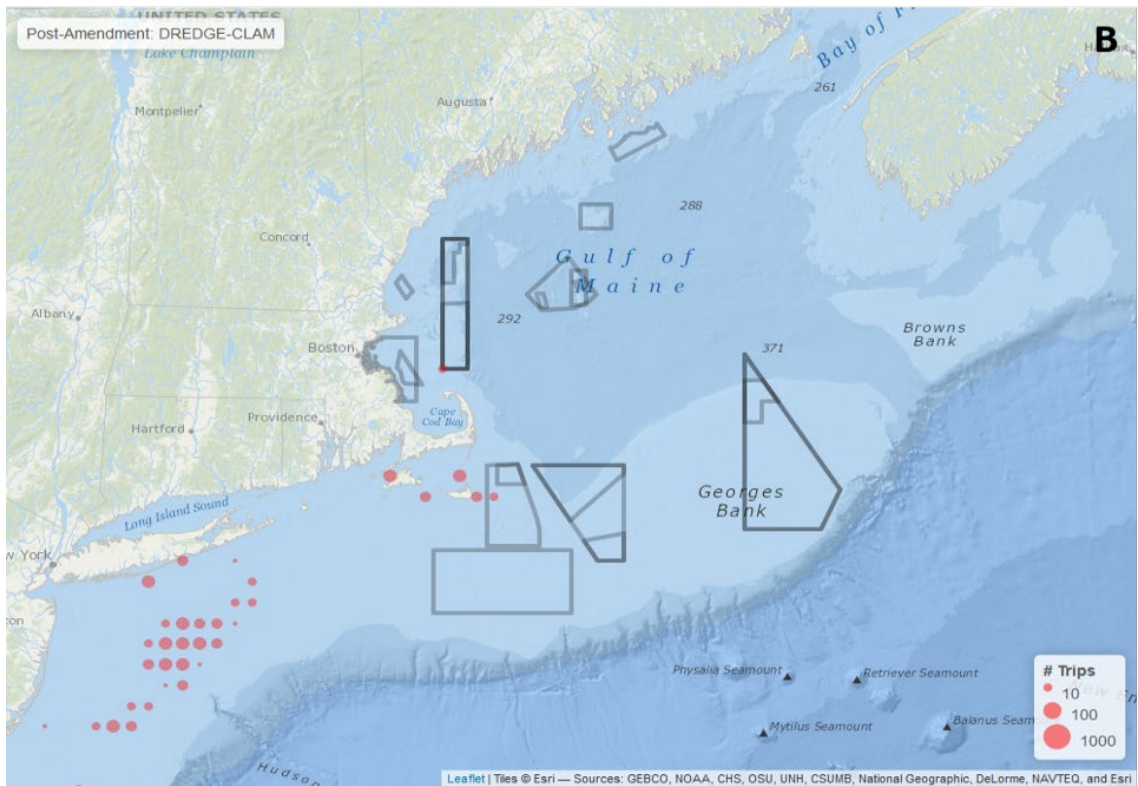 UNITED STATES
Post-Amendment: DREDGE-CLAM
B
Lake Champlain
Bay of F
Montpelier
Augusta
261
288
Concord
Gulf of
Maine
292
Albany
Boston
Browns
Bank
371
Cape
Cod Bay
Providence
Hartford
Georges
Bank
Long Island Sound
w York
Physalia Seamount
Retriever Seamount
# Trips
10
100
1000
Mytilus Seamount
Balanus Seam
Hudson
Leaflet | Tiles © Esri — Sources: GEBCO, NOAA, CHS, OSU, UNH, CSUMB, National Geographic, DeLorme, NAVTEQ, and Esri